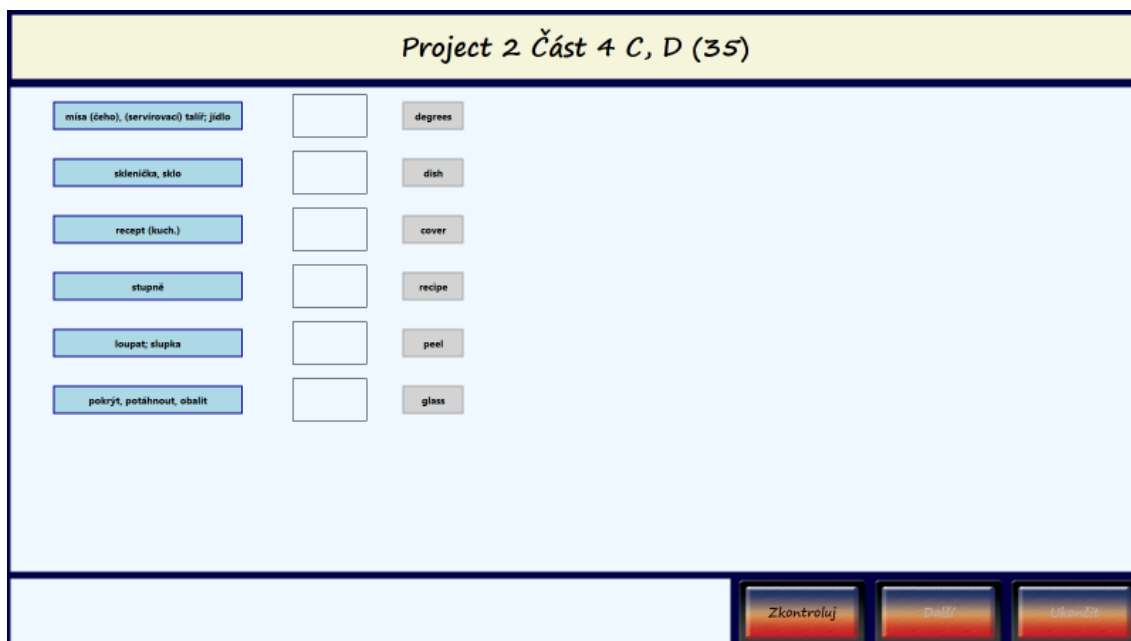 Project 2 Část 4 C, D (35)
mísa (čeho), (servírovací) talíř; jídlo
degrees
sklenička, sklo
dish
recept (kuch.)
cover
stupně
recipe
loupat; slupka
peel
pokrýt, potáhnout, obalit
glass
Zkontroluj
Další
Ukončit